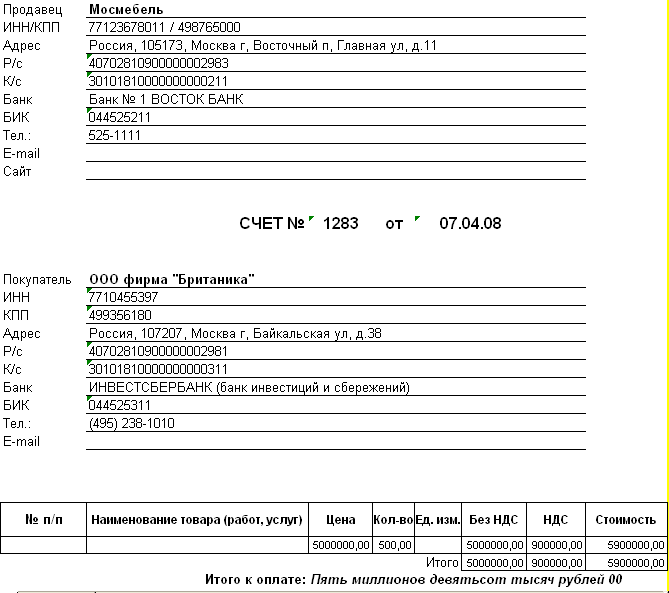 Продавец Мосмебель
ИНН/КПП 77123678011 / 498765000
Адрес Россия, 105173, Москва г, Восточный п, Главная ул, д.11
Р/с 40702810900000002983
К/с 30101810000000000211
Банк Банк № 1 ВОСТОК БАНК
БИК 044525211
Тел.: 525-1111
E-mail
Сайт
СЧЕТ № 1283 от 07.04.08
Покупатель ООО фирма "Британика"
ИНН 7710455397
КПП 499356180
Адрес Россия, 107207, Москва г, Байкальская ул, д.38
Р/с 40702810900000002981
К/с 30101810000000000311
Банк ИНВЕСТСБЕРБАНК (банк инвестиций и сбережений)
БИК 044525311
Тел.: (495) 238-1010
E-mail
№ п/п Наименование товара (работ, услуг) Цена Кол-во Ед. изм. Без НДС НДС Стоимость
5000000,00 500,00 5000000,00 900000,00 5900000,00
Итого 5000000,00 900000,00 5900000,00
Итого к оплате: Пять миллионов девятьсот тысяч рублей 00